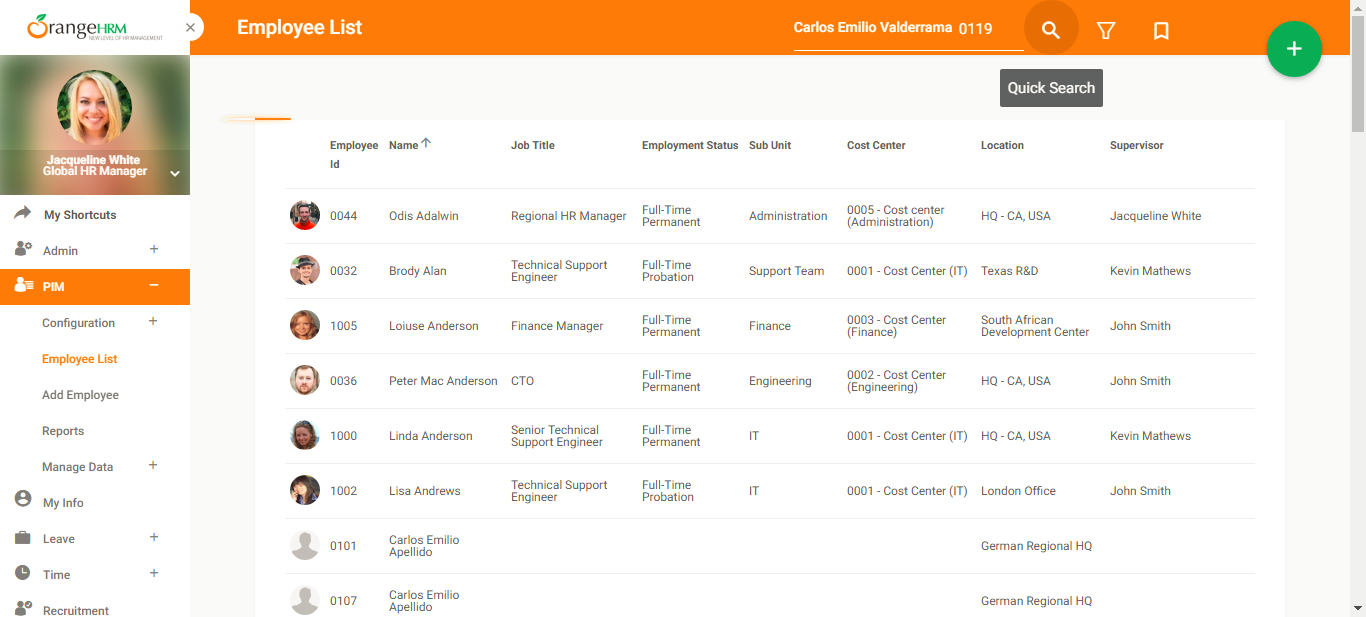 OrangeHRM
NEW LEVEL OF HR MANAGEMENT
Employee List
Carlos Emilio Valderrama 0119
Quick Search
Jacqueline White
Global HR Manager
My Shortcuts
Admin
PIM
Configuration
Employee List
Add Employee
Reports
Manage Data
My Info
Leave
Time
Recruitment
Employee Id Name Job Title Employment Status Sub Unit Cost Center Location Supervisor
0044 Odis Adalwin Regional HR Manager Full-Time Permanent Administration 0005 - Cost center (Administration) HQ - CA, USA Jacqueline White
0032 Brody Alan Technical Support Engineer Full-Time Probation Support Team 0001 - Cost Center (IT) Texas R&D Kevin Mathews
1005 Loiuse Anderson Finance Manager Full-Time Permanent Finance 0003 - Cost Center (Finance) South African Development Center John Smith
0036 Peter Mac Anderson CTO Full-Time Permanent Engineering 0002 - Cost Center (Engineering) HQ - CA, USA John Smith
1000 Linda Anderson Senior Technical Support Engineer Full-Time Permanent IT 0001 - Cost Center (IT) HQ - CA, USA Kevin Mathews
1002 Lisa Andrews Technical Support Engineer Full-Time Probation IT 0001 - Cost Center (IT) London Office John Smith
0101 Carlos Emilio Apellido German Regional HQ
0107 Carlos Emilio Apellido German Regional HQ